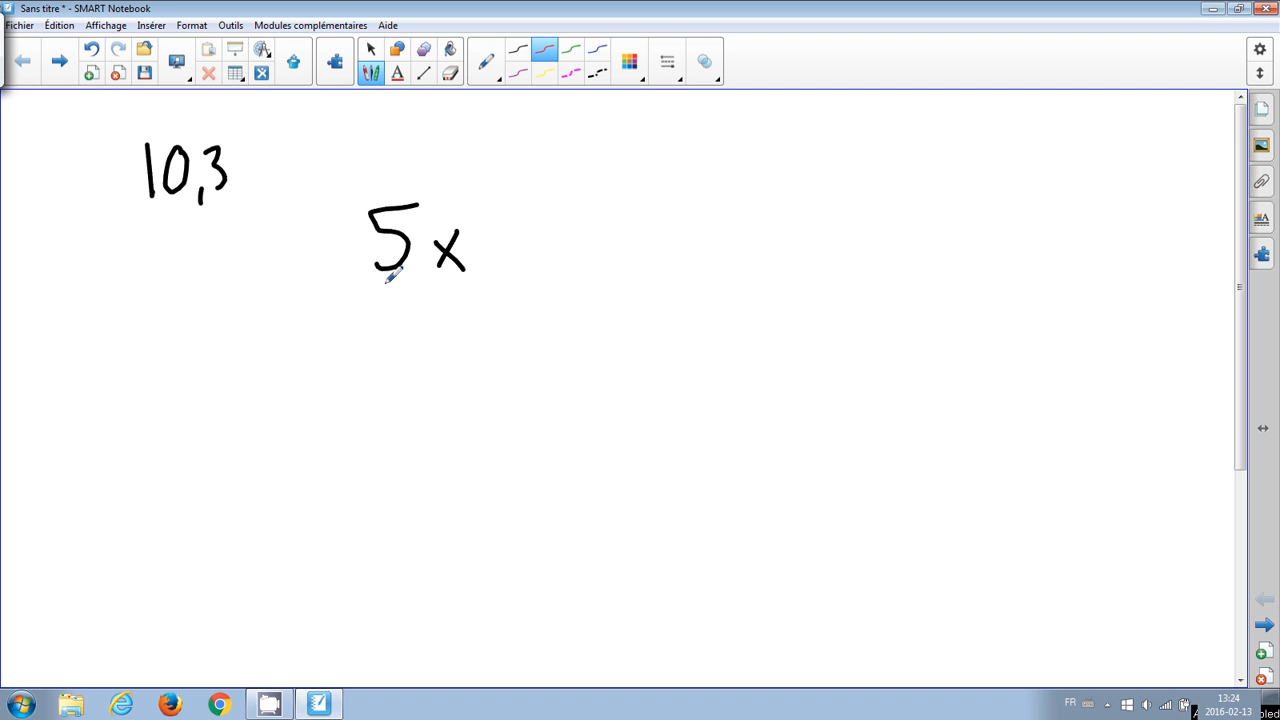 Sans titre * - SMART Notebook
Fichier Édition Affichage Insérer Format Outils Modules complémentaires Aide
10,3
5 x
FR
13:24
2016-02-13